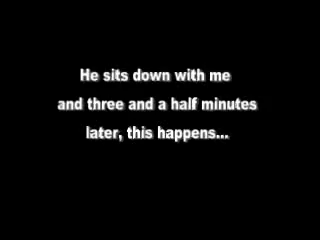 He sits down with me
and three and a half minutes
later, this happens...